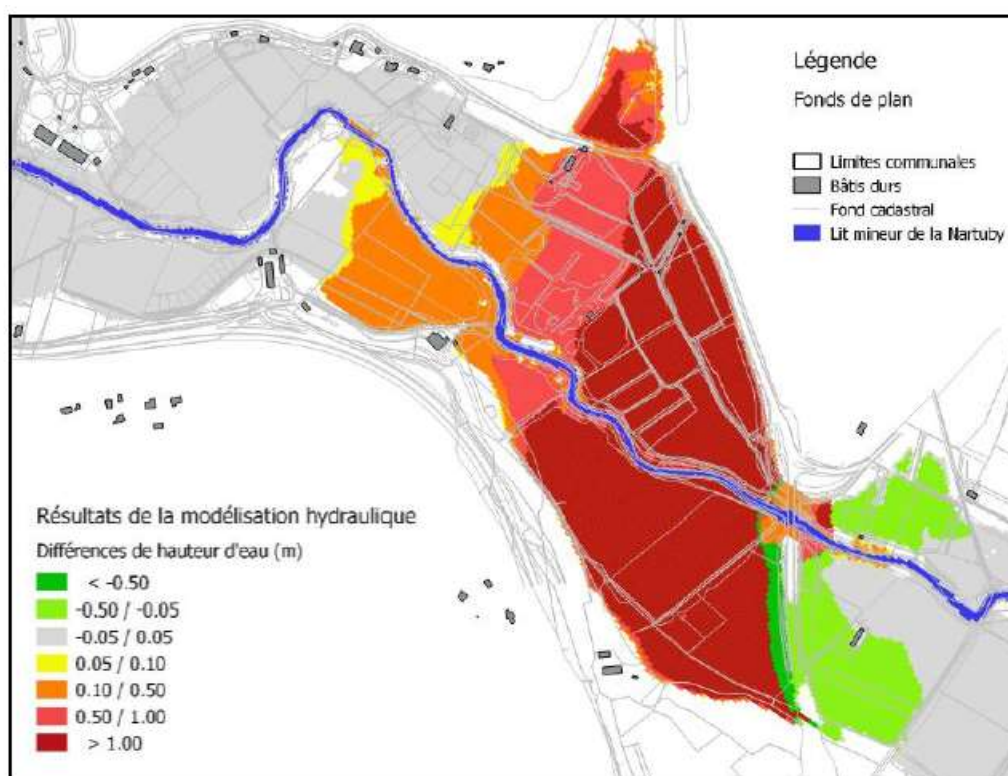 Légende
Fonds de plan
Limites communales
Bâtis durs
Fond cadastral
Lit mineur de la Nartuby
Résultats de la modélisation hydraulique
Différences de hauteur d'eau (m)
< -0.50
-0.50 / -0.05
-0.05 / 0.05
0.05 / 0.10
0.10 / 0.50
0.50 / 1.00
> 1.00